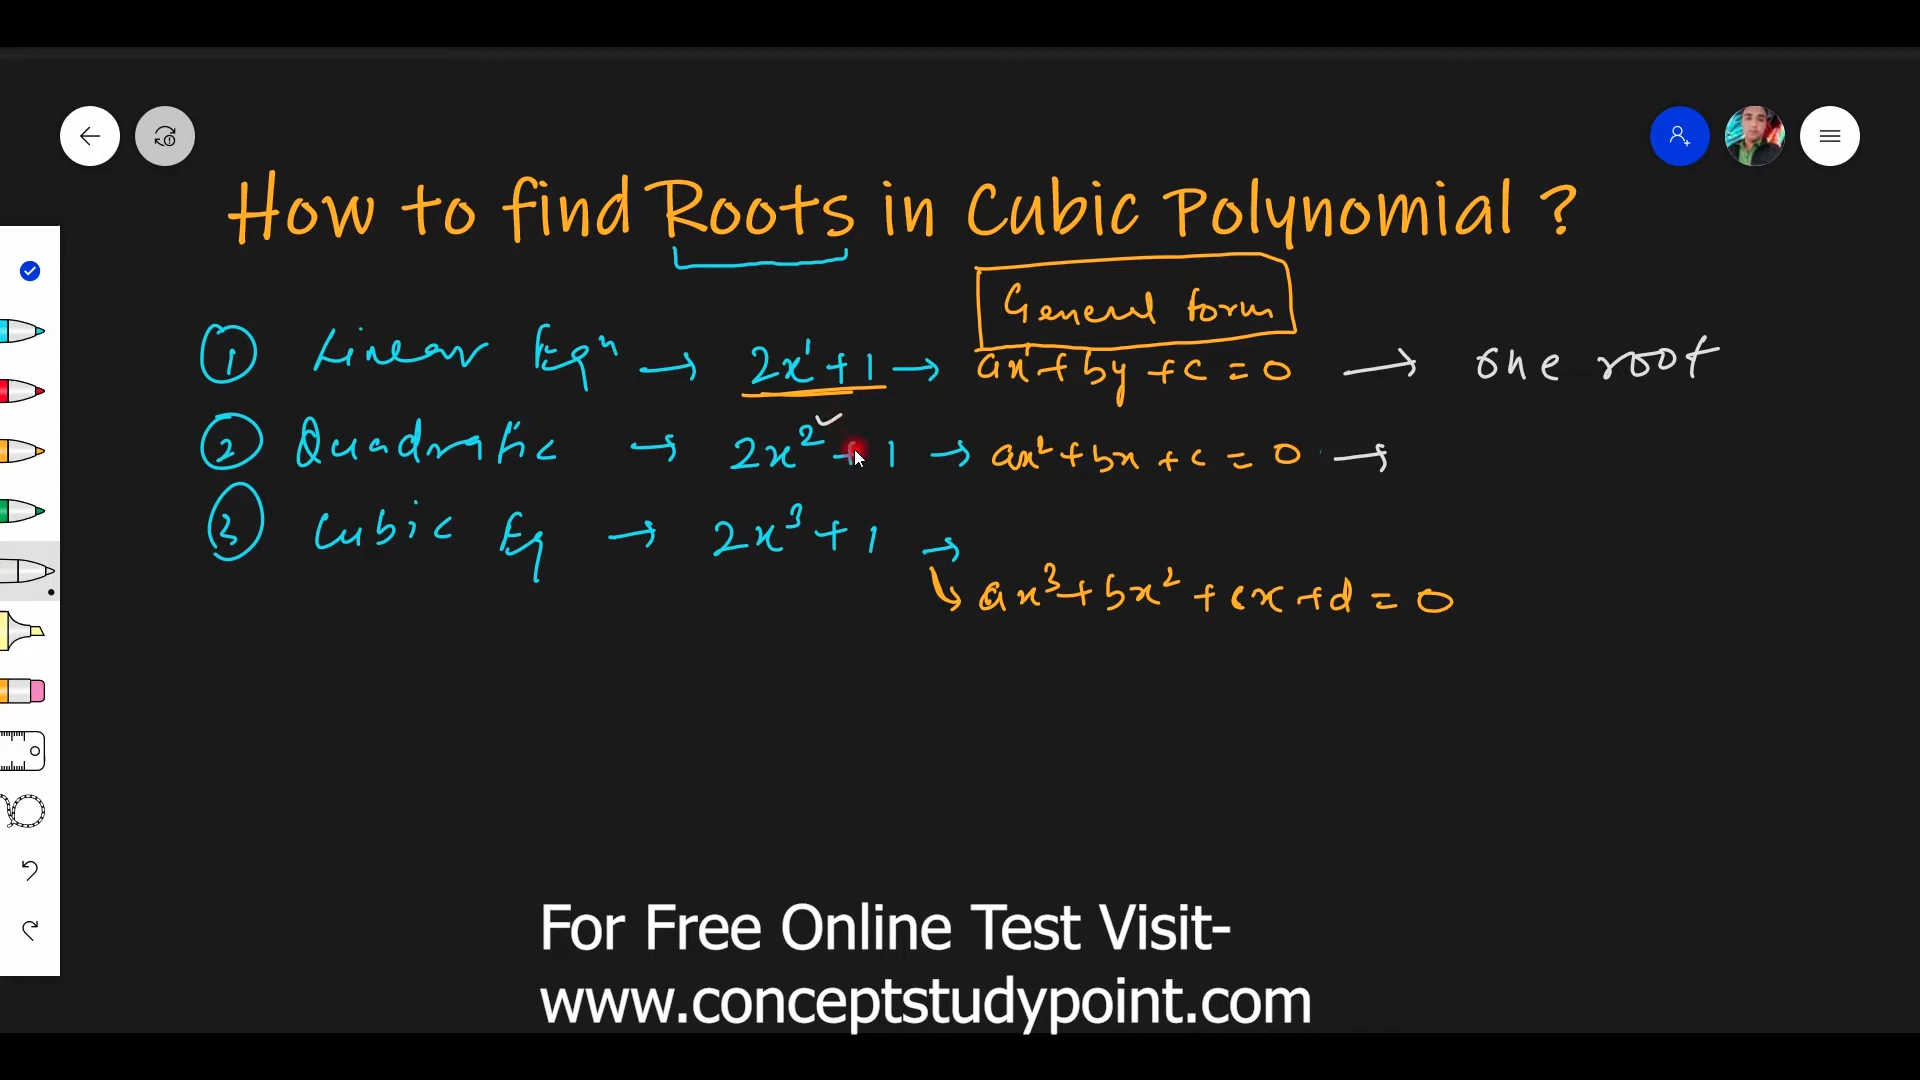 How to find Roots in Cubic Polynomial ?
General form
① Linear Eqⁿ → 2x¹+1 → ax¹+by+c=0 → one root
② Quadratic → 2x²+1 → ax²+bx+c=0 →
③ Cubic Eq → 2x³+1 →
↳ ax³+bx²+cx+d=0
For Free Online Test Visit-
www.conceptstudypoint.com